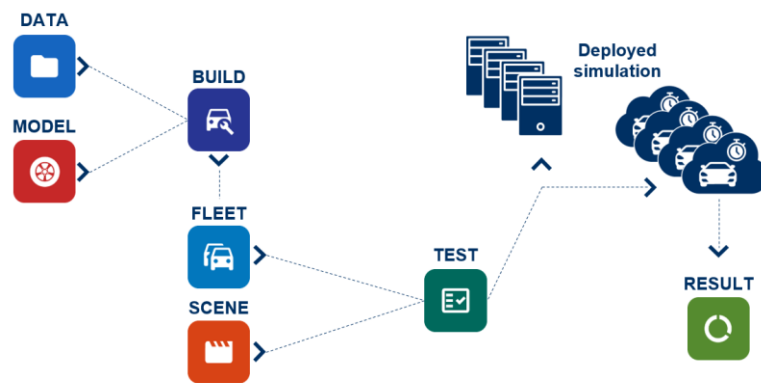 DATA
BUILD
MODEL
FLEET
SCENE
TEST
Deployed
simulation
RESULT